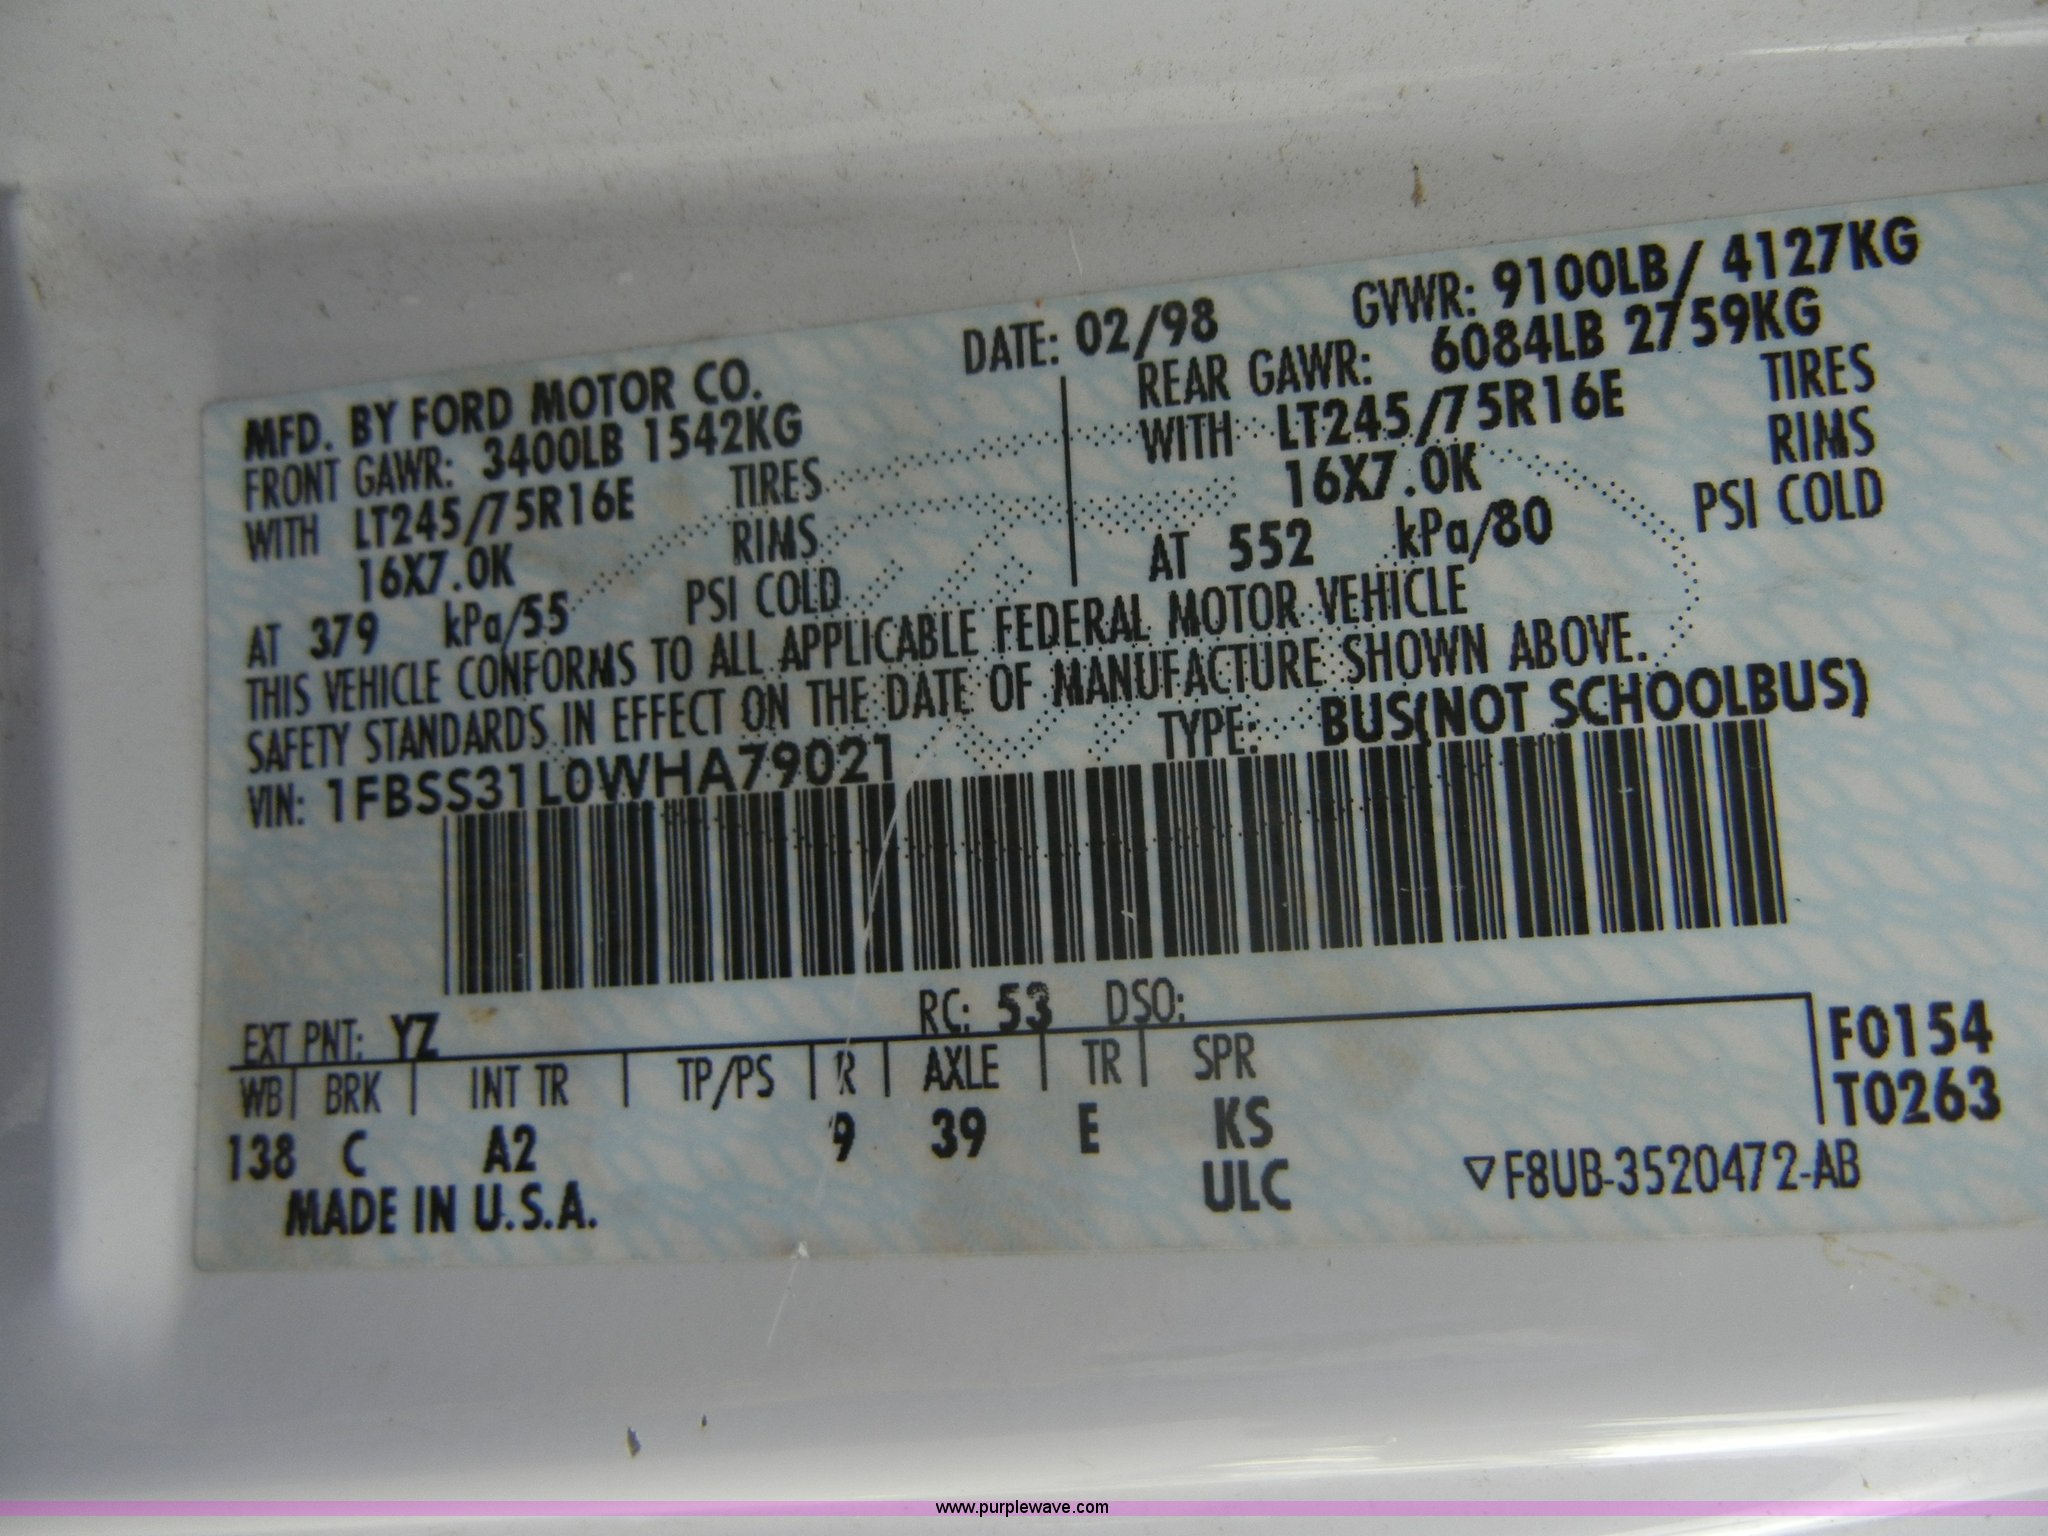 MFD. BY FORD MOTOR CO.
DATE: 02/98
GVWR: 9100LB/ 4127KG
FRONT GAWR: 3400LB 1542KG
REAR GAWR: 6084LB 2759KG
WITH LT245/75R16E TIRES
WITH LT245/75R16E TIRES
16X7.0K RIMS
16X7.0K RIMS
AT 379 kPa/55 PSI COLD
AT 552 kPa/80 PSI COLD
THIS VEHICLE CONFORMS TO ALL APPLICABLE FEDERAL MOTOR VEHICLE
SAFETY STANDARDS IN EFFECT ON THE DATE OF MANUFACTURE SHOWN ABOVE.
VIN: 1FBSS31L0WHA79021
TYPE: BUS(NOT SCHOOLBUS)
EXT PNT: YZ RC: 53 DSO:
WB BRK INT TR TP/PS R AXLE TR SPR
F0154
T0263
138 C A2 9 39 E KS
ULC
MADE IN U.S.A.
▽F8UB-3520472-AB
www.purplewave.com